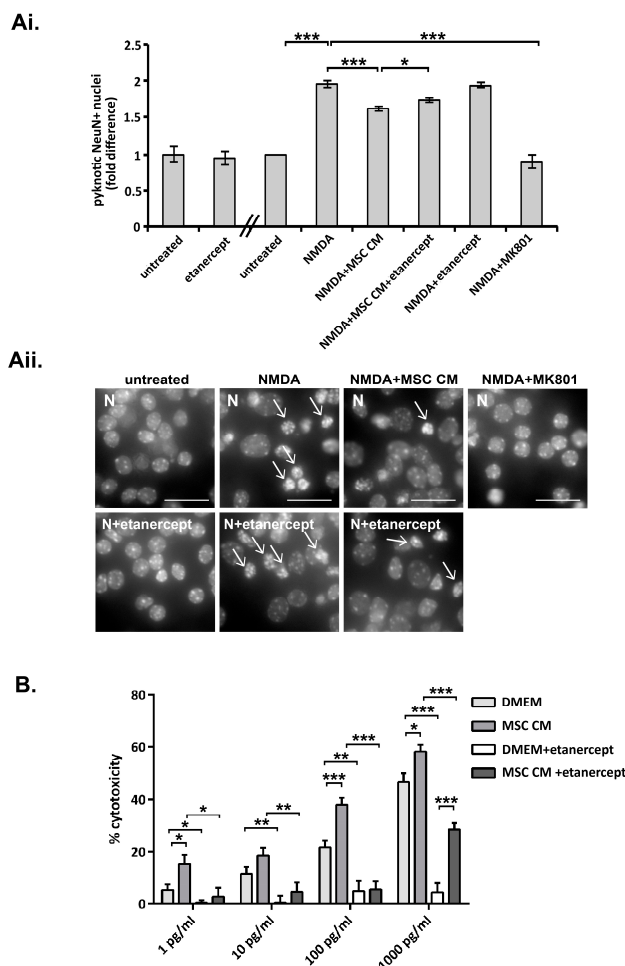 Ai.
*** ***
*** *
pyknotic NeuN+ nuclei
(fold difference)
2.5
2
1.5
1
0.5
0
untreated
etanercept
untreated
NMDA
NMDA+MSC CM
NMDA+MSC CM+etanercept
NMDA+etanercept
NMDA+MK801
Aii.
untreated NMDA NMDA+MSC CM NMDA+MK801
N N N N
N+etanercept N+etanercept N+etanercept
B.
% cytotoxicity
80
60
40
20
0
* * *
** **
*** ** ***
* *** *** ***
1 pg/ml
10 pg/ml
100 pg/ml
1000 pg/ml
DMEM
MSC CM
DMEM+etanercept
MSC CM +etanercept